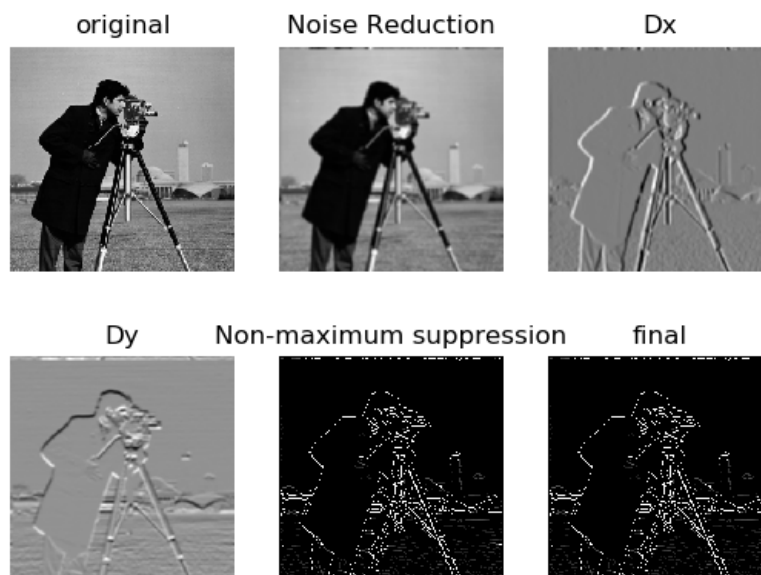 original
Noise Reduction
Dx
Dy
Non-maximum suppression
final